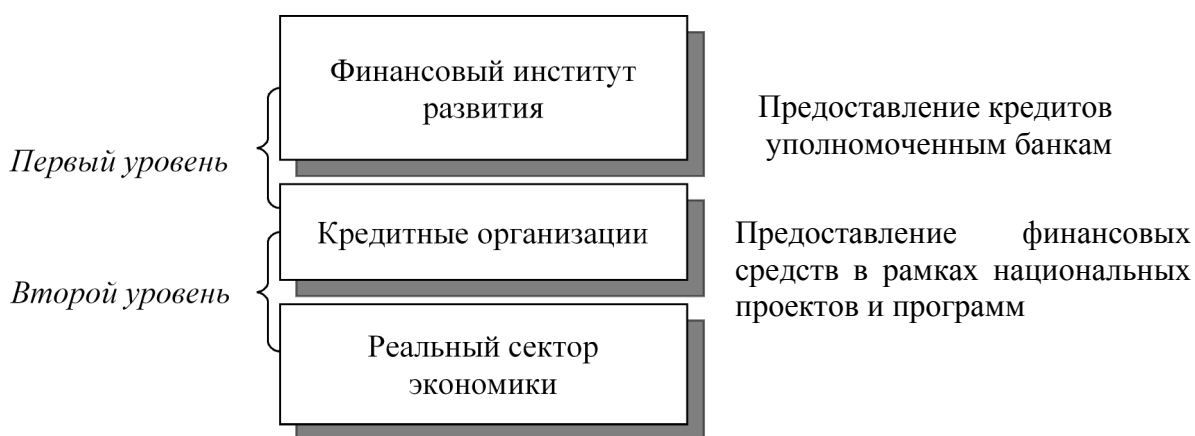 Финансовый институт
развития
Предоставление кредитов
уполномоченным банкам
Первый уровень
Кредитные организации
Предоставление финансовых
средств в рамках национальных
проектов и программ
Второй уровень
Реальный сектор
экономики